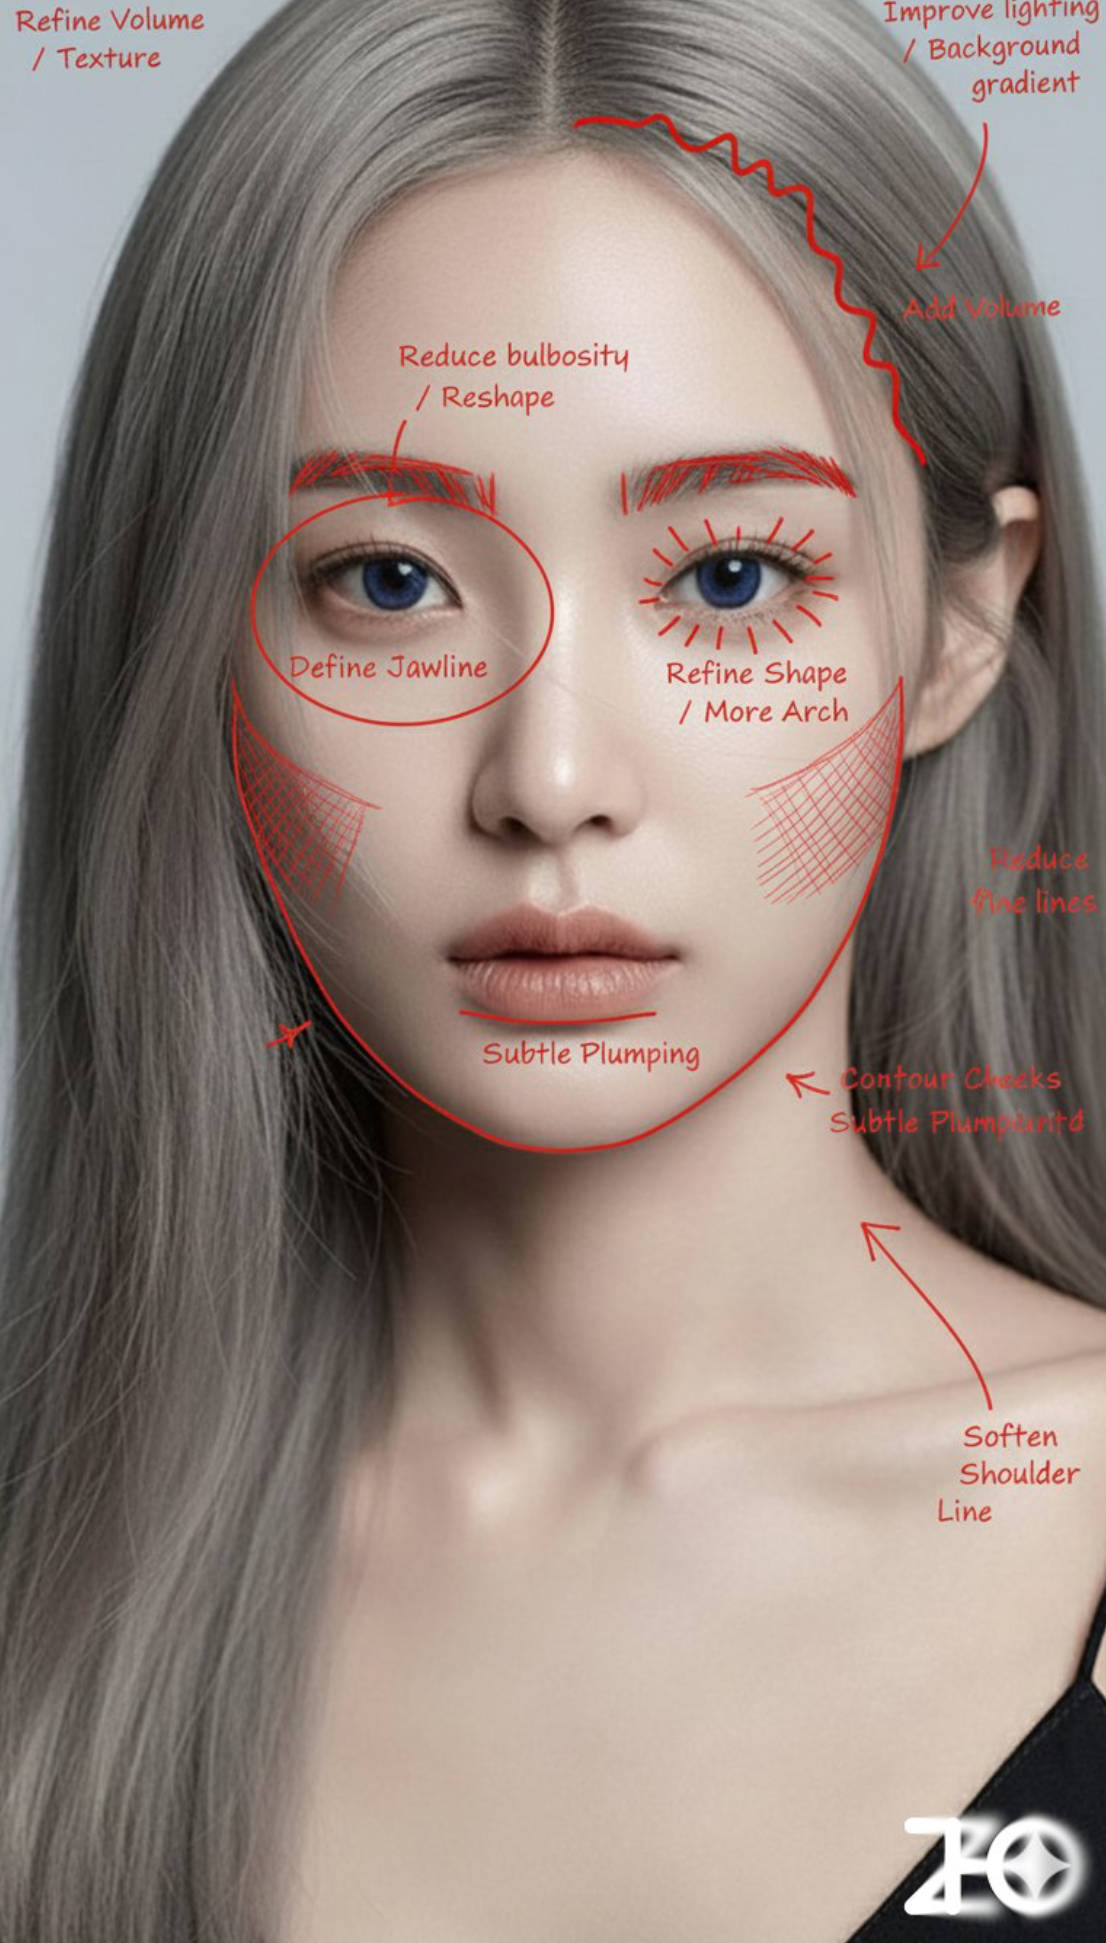 Refine Volume
/ Texture
Improve lighting
/ Background
gradient
Add Volume
Reduce bulbosity
/ Reshape
Define Jawline
Refine Shape
/ More Arch
Reduce
fine lines
Subtle Plumping
Contour Cheeks
Subtle
Soften
Shoulder
Line